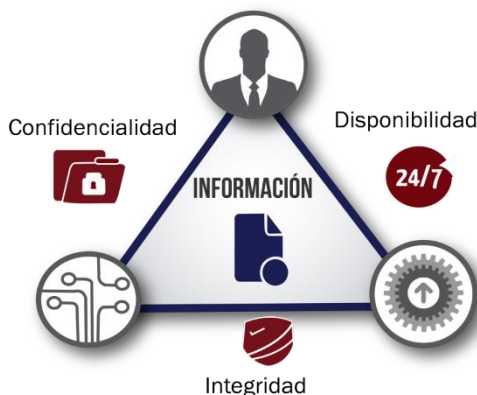 Confidencialidad
Disponibilidad
24/7
INFORMACIÓN
Integridad